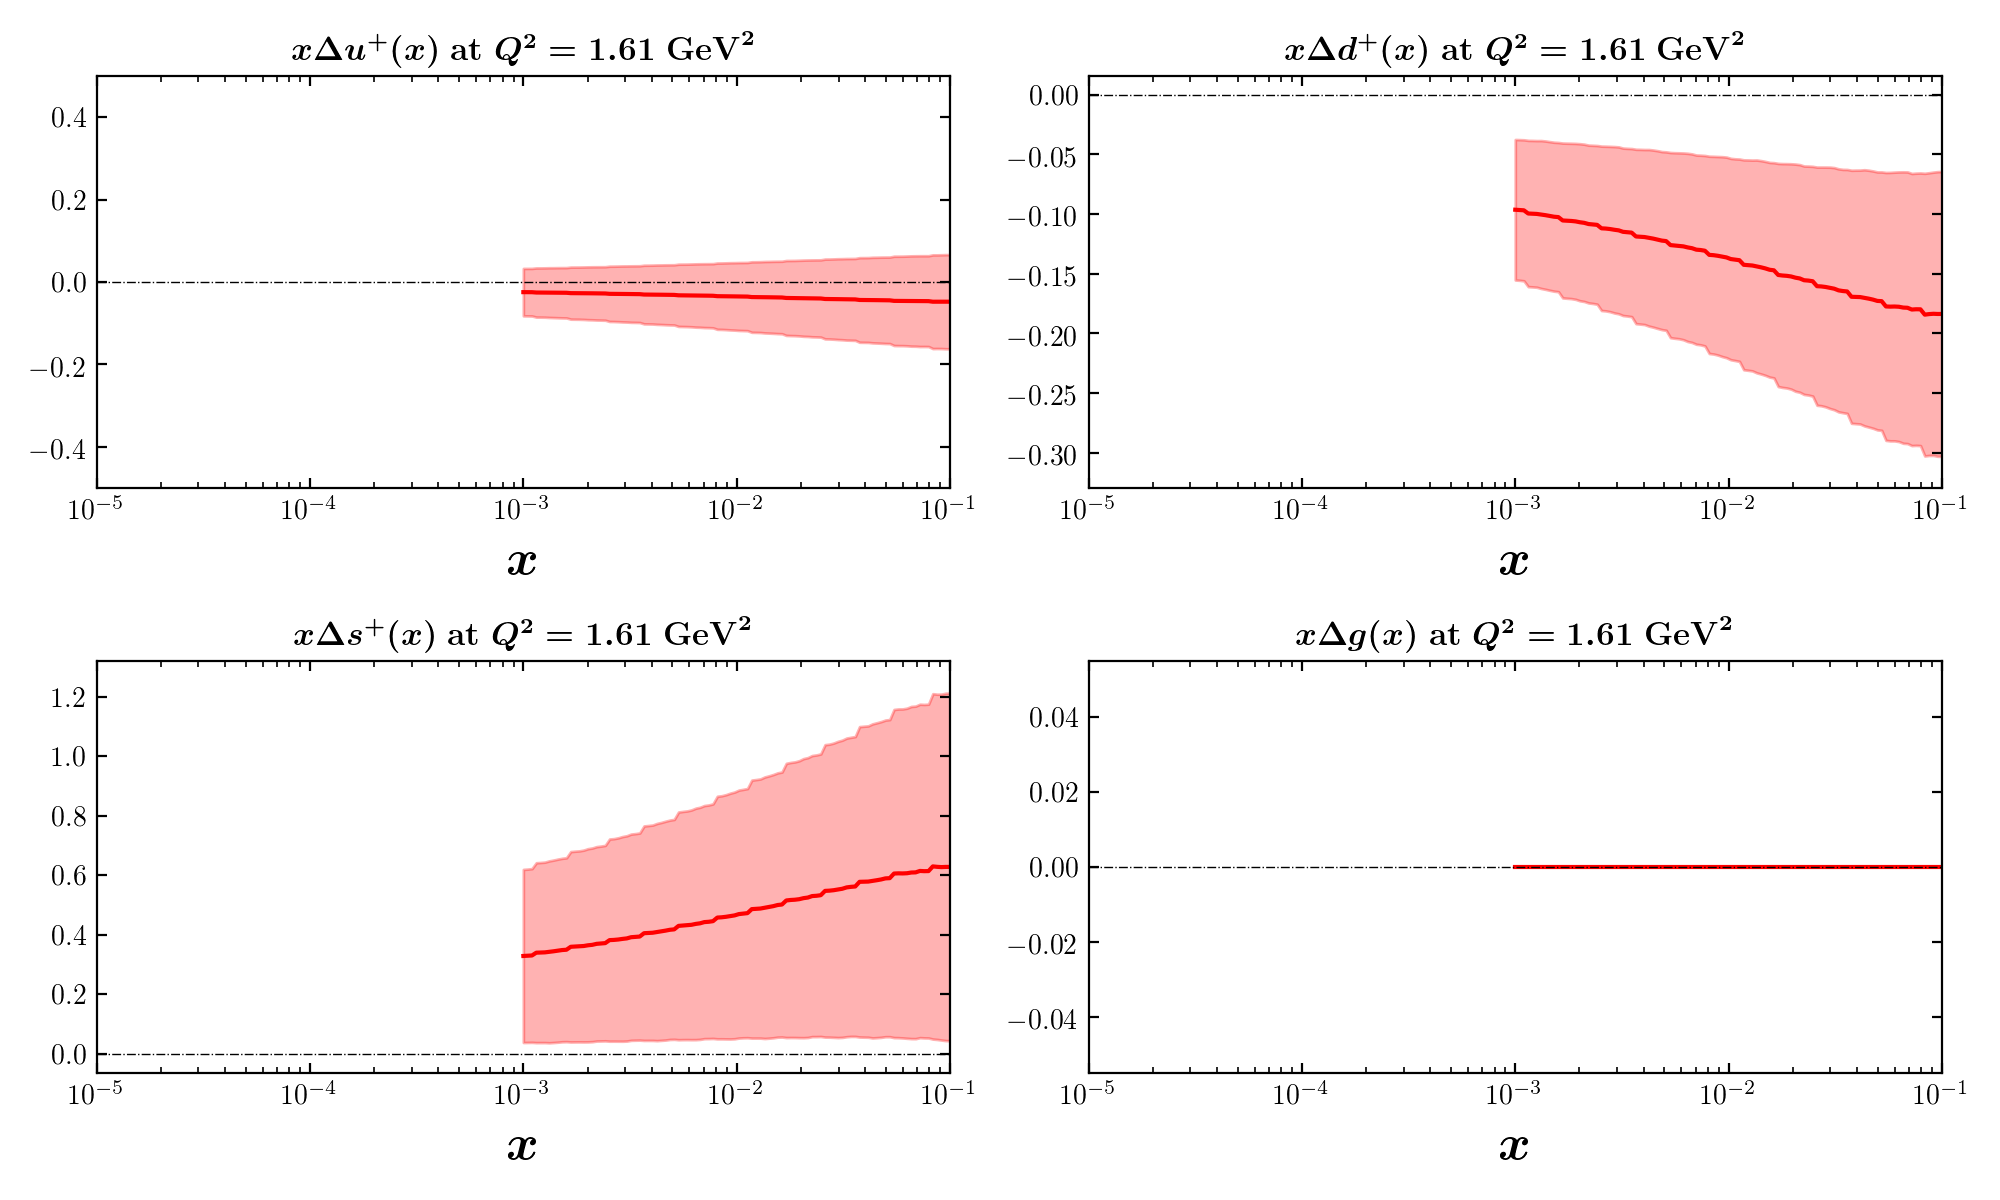 xΔu⁺(x) at Q² = 1.61 GeV²
0.4
0.2
0.0
−0.2
−0.4
10⁻⁵ 10⁻⁴ 10⁻³ 10⁻² 10⁻¹
x
xΔd⁺(x) at Q² = 1.61 GeV²
0.00
−0.05
−0.10
−0.15
−0.20
−0.25
−0.30
10⁻⁵ 10⁻⁴ 10⁻³ 10⁻² 10⁻¹
x
xΔs⁺(x) at Q² = 1.61 GeV²
1.2
1.0
0.8
0.6
0.4
0.2
0.0
10⁻⁵ 10⁻⁴ 10⁻³ 10⁻² 10⁻¹
x
xΔg(x) at Q² = 1.61 GeV²
0.04
0.02
0.00
−0.02
−0.04
10⁻⁵ 10⁻⁴ 10⁻³ 10⁻² 10⁻¹
x